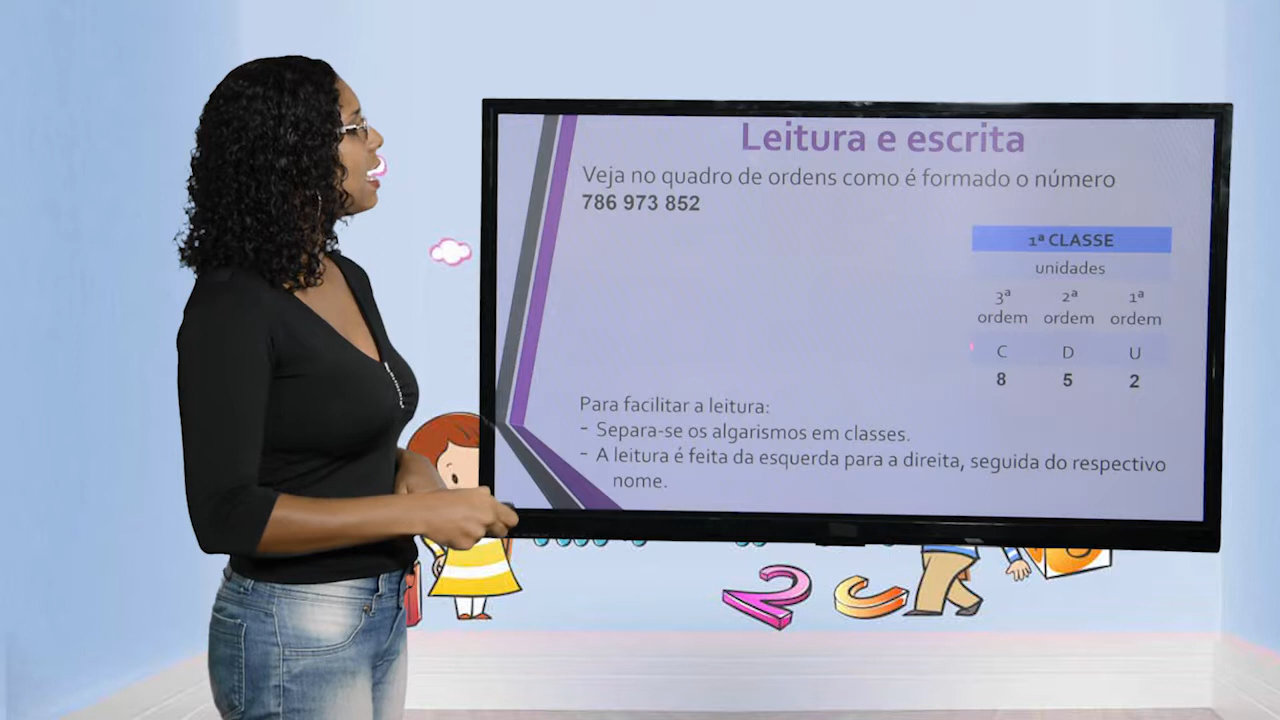 Leitura e escrita
Veja no quadro de ordens como é formado o número
786 973 852
1ª CLASSE
unidades
3ª 2ª 1ª
ordem ordem ordem
C D U
8 5 2
Para facilitar a leitura:
- Separa-se os algarismos em classes.
- A leitura é feita da esquerda para a direita, seguida do respectivo
nome.